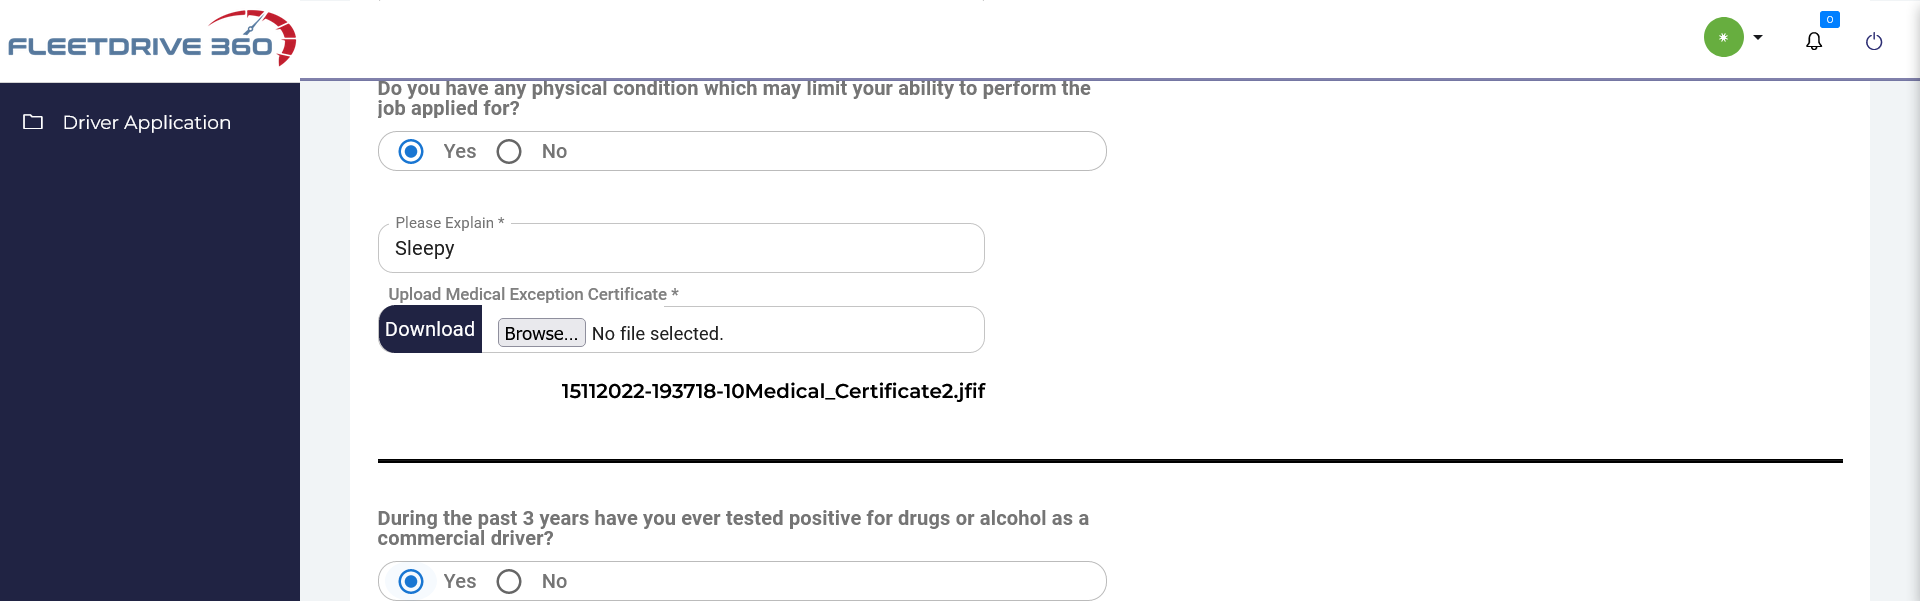 FLEETDRIVE 360
0
Driver Application
Do you have any physical condition which may limit your ability to perform the
job applied for?
Yes No
Please Explain *
Sleepy
Upload Medical Exception Certificate *
Download Browse... No file selected.
15112022-193718-10Medical_Certificate2.jfif
During the past 3 years have you ever tested positive for drugs or alcohol as a
commercial driver?
Yes No